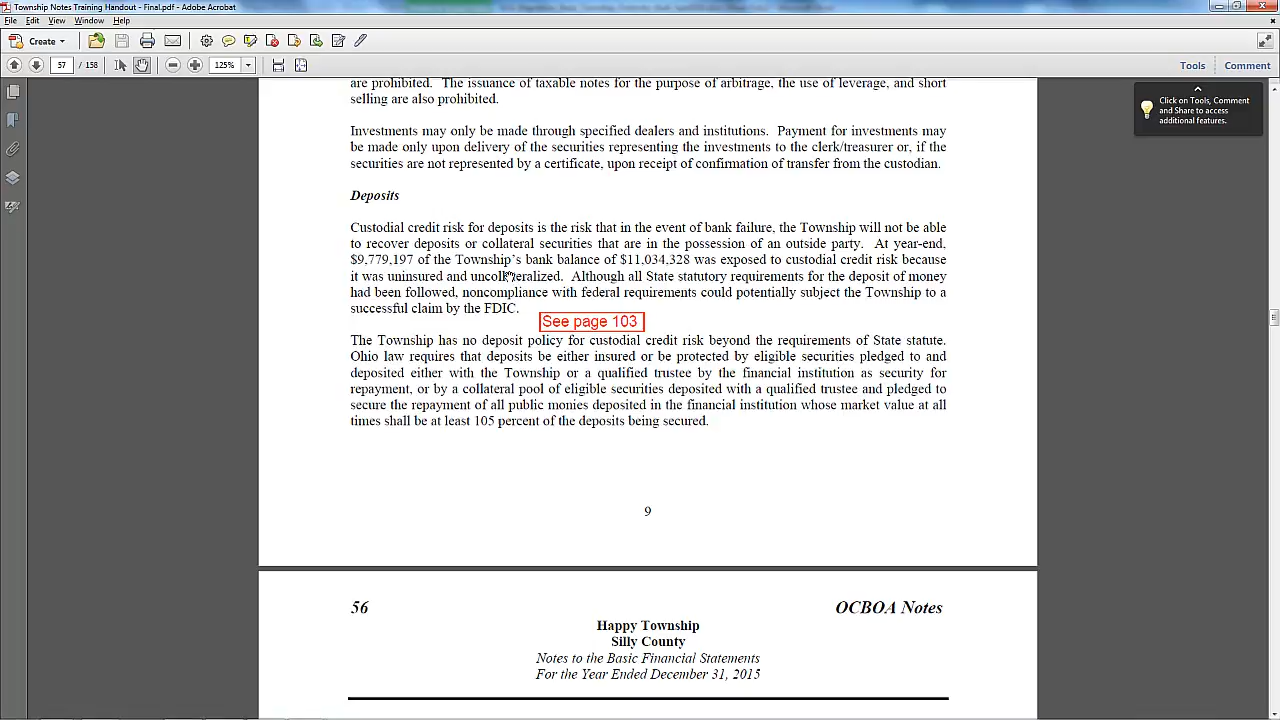 Township Notes Training Handout - Final.pdf - Adobe Acrobat
File Edit View Window Help
Create
57 / 158 125% Tools Comment
Click on Tools, Comment
and Share to access
additional features.
are prohibited. The issuance of taxable notes for the purpose of arbitrage, the use of leverage, and short
selling are also prohibited.
Investments may only be made through specified dealers and institutions. Payment for investments may
be made only upon delivery of the securities representing the investments to the clerk/treasurer or, if the
securities are not represented by a certificate, upon receipt of confirmation of transfer from the custodian.
Deposits
Custodial credit risk for deposits is the risk that in the event of bank failure, the Township will not be able
to recover deposits or collateral securities that are in the possession of an outside party. At year-end,
$9,779,197 of the Township's bank balance of $11,034,328 was exposed to custodial credit risk because
it was uninsured and uncollateralized. Although all State statutory requirements for the deposit of money
had been followed, noncompliance with federal requirements could potentially subject the Township to a
successful claim by the FDIC.
See page 103
The Township has no deposit policy for custodial credit risk beyond the requirements of State statute.
Ohio law requires that deposits be either insured or be protected by eligible securities pledged to and
deposited either with the Township or a qualified trustee by the financial institution as security for
repayment, or by a collateral pool of eligible securities deposited with a qualified trustee and pledged to
secure the repayment of all public monies deposited in the financial institution whose market value at all
times shall be at least 105 percent of the deposits being secured.
9
56 OCBOA Notes
Happy Township
Silly County
Notes to the Basic Financial Statements
For the Year Ended December 31, 2015